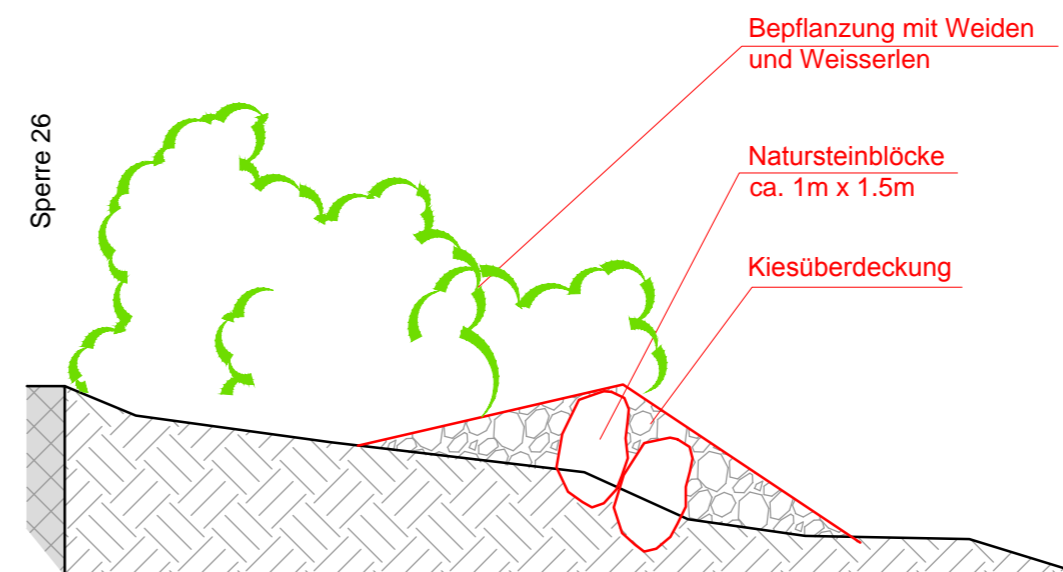 Bepflanzung mit Weiden
und Weisserlen
Sperre 26
Natursteinblöcke
ca. 1m x 1.5m
Kiesüberdeckung